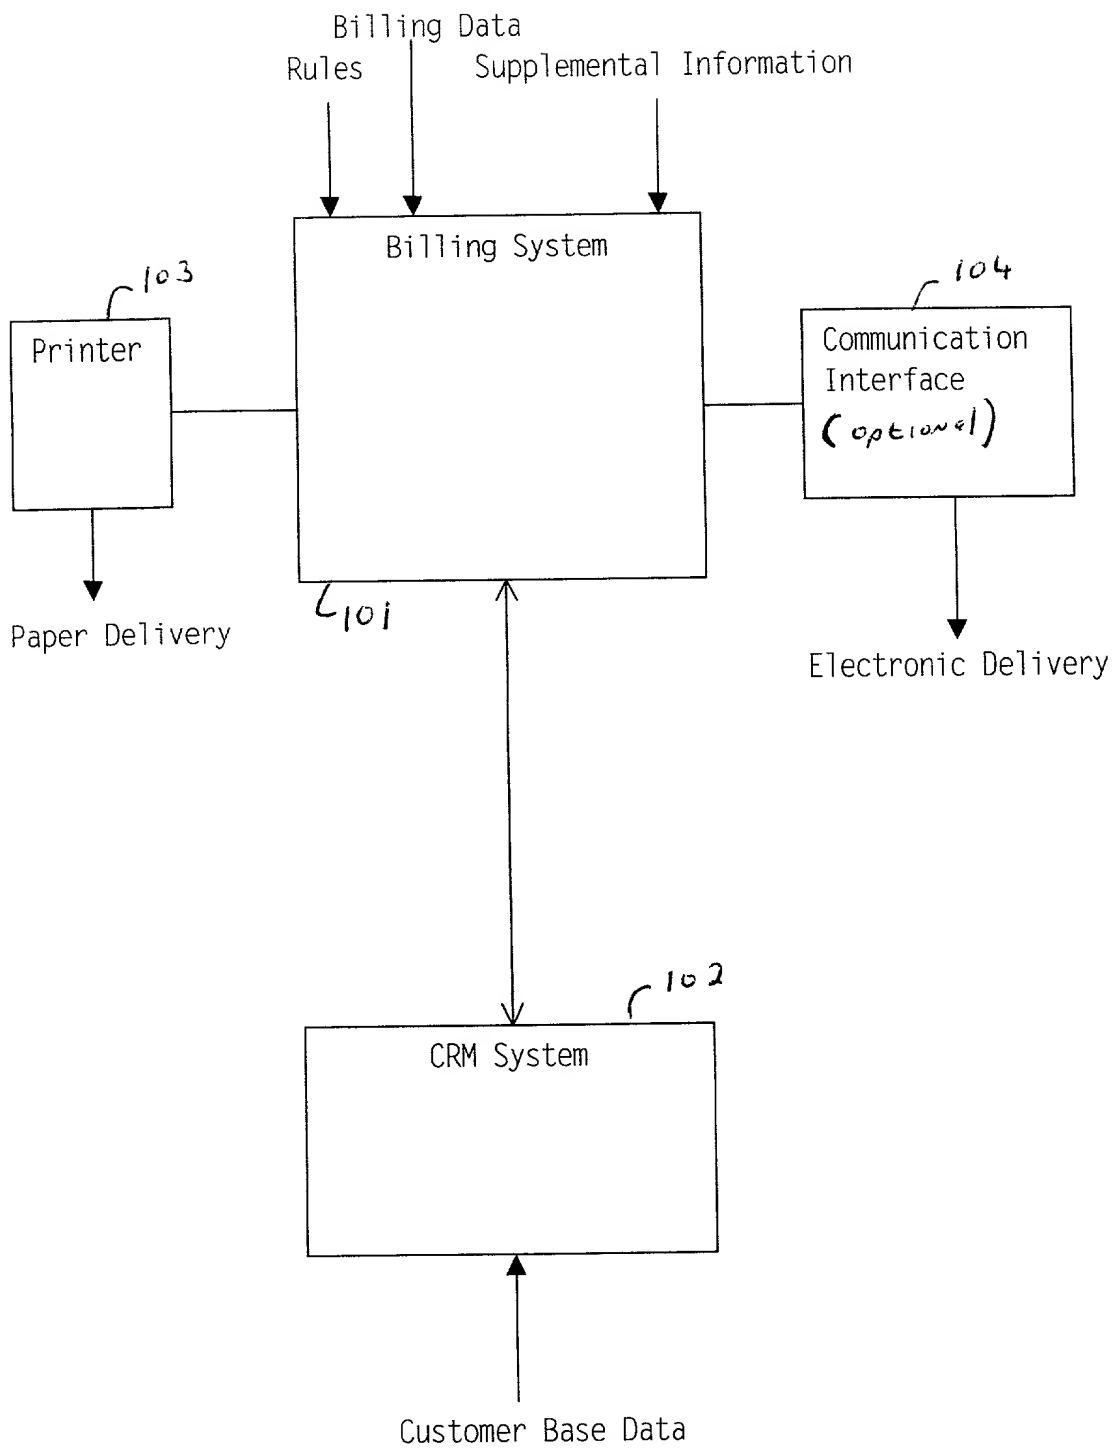 Billing Data
Rules
Supplemental Information
Billing System
103
Printer
104
Communication
Interface
(optional)
101
Paper Delivery
Electronic Delivery
102
CRM System
Customer Base Data